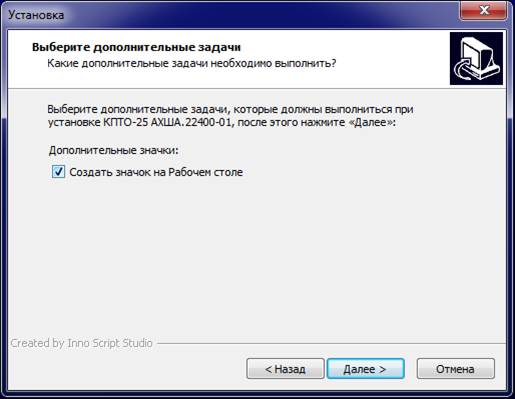 Установка
Выберите дополнительные задачи
Какие дополнительные задачи необходимо выполнить?
Выберите дополнительные задачи, которые должны выполниться при
установке КПТО-25 АХША.22400-01, после этого нажмите «Далее»:
Дополнительные значки:
Создать значок на Рабочем столе
Created by Inno Script Studio
< Назад
Далее >
Отмена